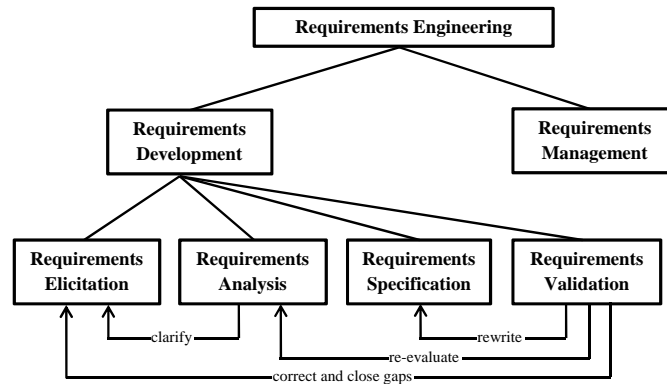 Requirements Engineering
Requirements
Development
Requirements
Management
Requirements
Elicitation
Requirements
Analysis
Requirements
Specification
Requirements
Validation
clarify
rewrite
re-evaluate
correct and close gaps